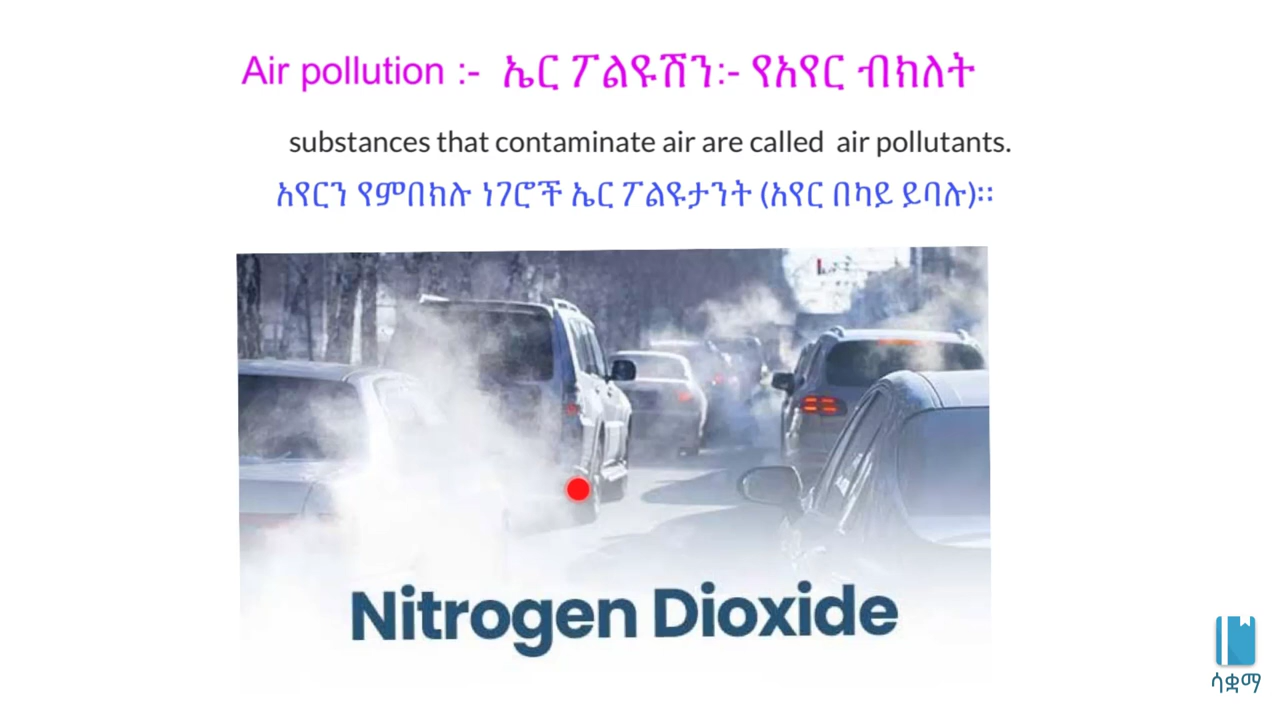 Air pollution :- ኤር ፖልዩሽን:- የአየር ብክለት
substances that contaminate air are called air pollutants.
አየርን የምበክሉ ነገሮች ኤር ፖልዩታንት (አየር በካይ ይባሉ)፡፡
Nitrogen Dioxide
ሳቋማ